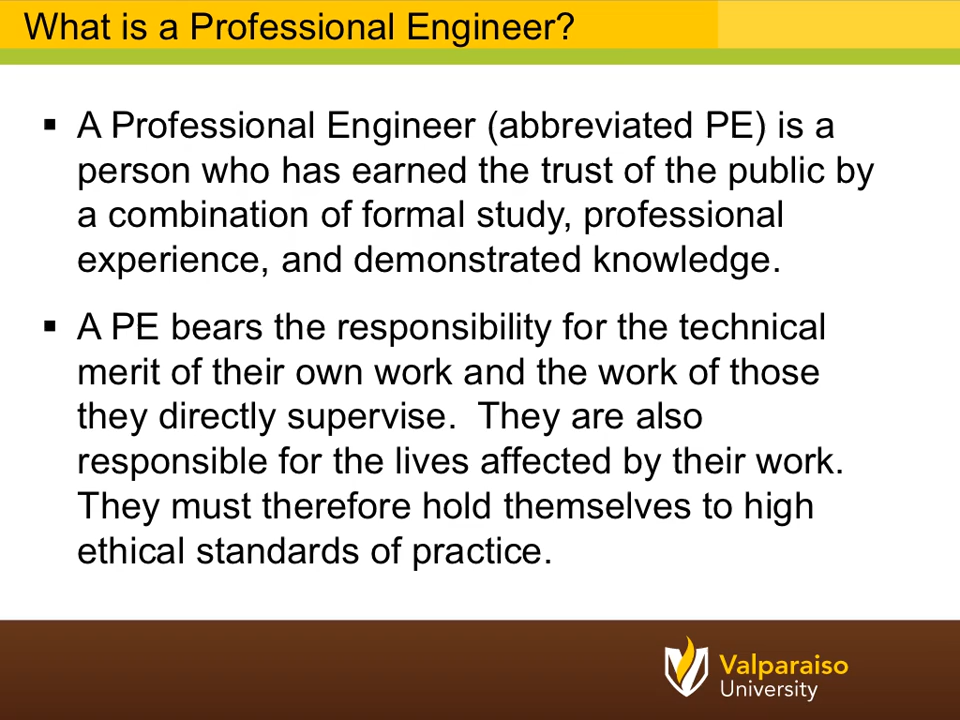 What is a Professional Engineer?
▪ A Professional Engineer (abbreviated PE) is a
person who has earned the trust of the public by
a combination of formal study, professional
experience, and demonstrated knowledge.
▪ A PE bears the responsibility for the technical
merit of their own work and the work of those
they directly supervise.  They are also
responsible for the lives affected by their work.
They must therefore hold themselves to high
ethical standards of practice.
Valparaiso
University